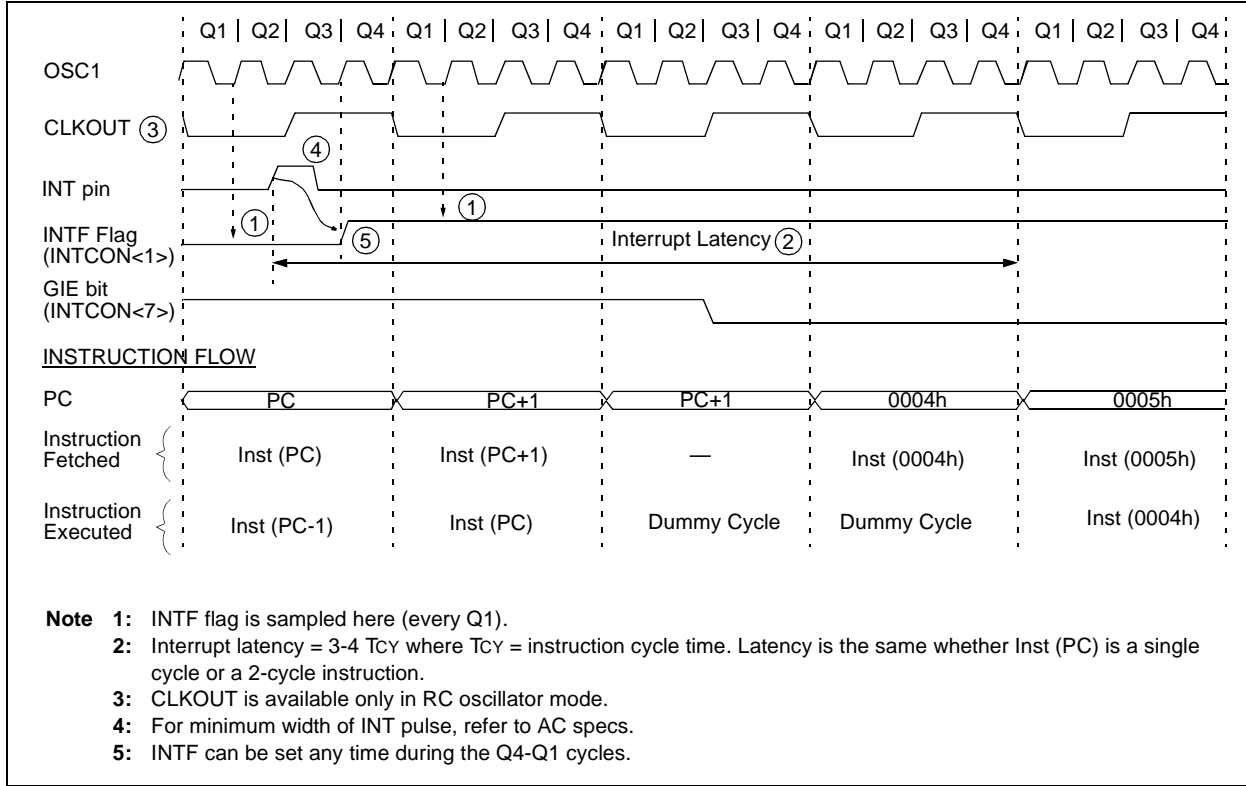 Q1 | Q2 | Q3 | Q4 Q1 | Q2 | Q3 | Q4 Q1 | Q2 | Q3 | Q4 Q1 | Q2 | Q3 | Q4 Q1 | Q2 | Q3 | Q4
OSC1
CLKOUT 3
4
INT pin
1 1
INTF Flag
(INTCON<1>)
5 Interrupt Latency 2
GIE bit
(INTCON<7>)
INSTRUCTION FLOW
PC PC PC+1 PC+1 0004h 0005h
Instruction
Fetched
Inst (PC) Inst (PC+1) — Inst (0004h) Inst (0005h)
Instruction
Executed
Inst (PC-1) Inst (PC) Dummy Cycle Dummy Cycle Inst (0004h)
Note 1: INTF flag is sampled here (every Q1).
2: Interrupt latency = 3-4 TCY where TCY = instruction cycle time. Latency is the same whether Inst (PC) is a single
cycle or a 2-cycle instruction.
3: CLKOUT is available only in RC oscillator mode.
4: For minimum width of INT pulse, refer to AC specs.
5: INTF can be set any time during the Q4-Q1 cycles.